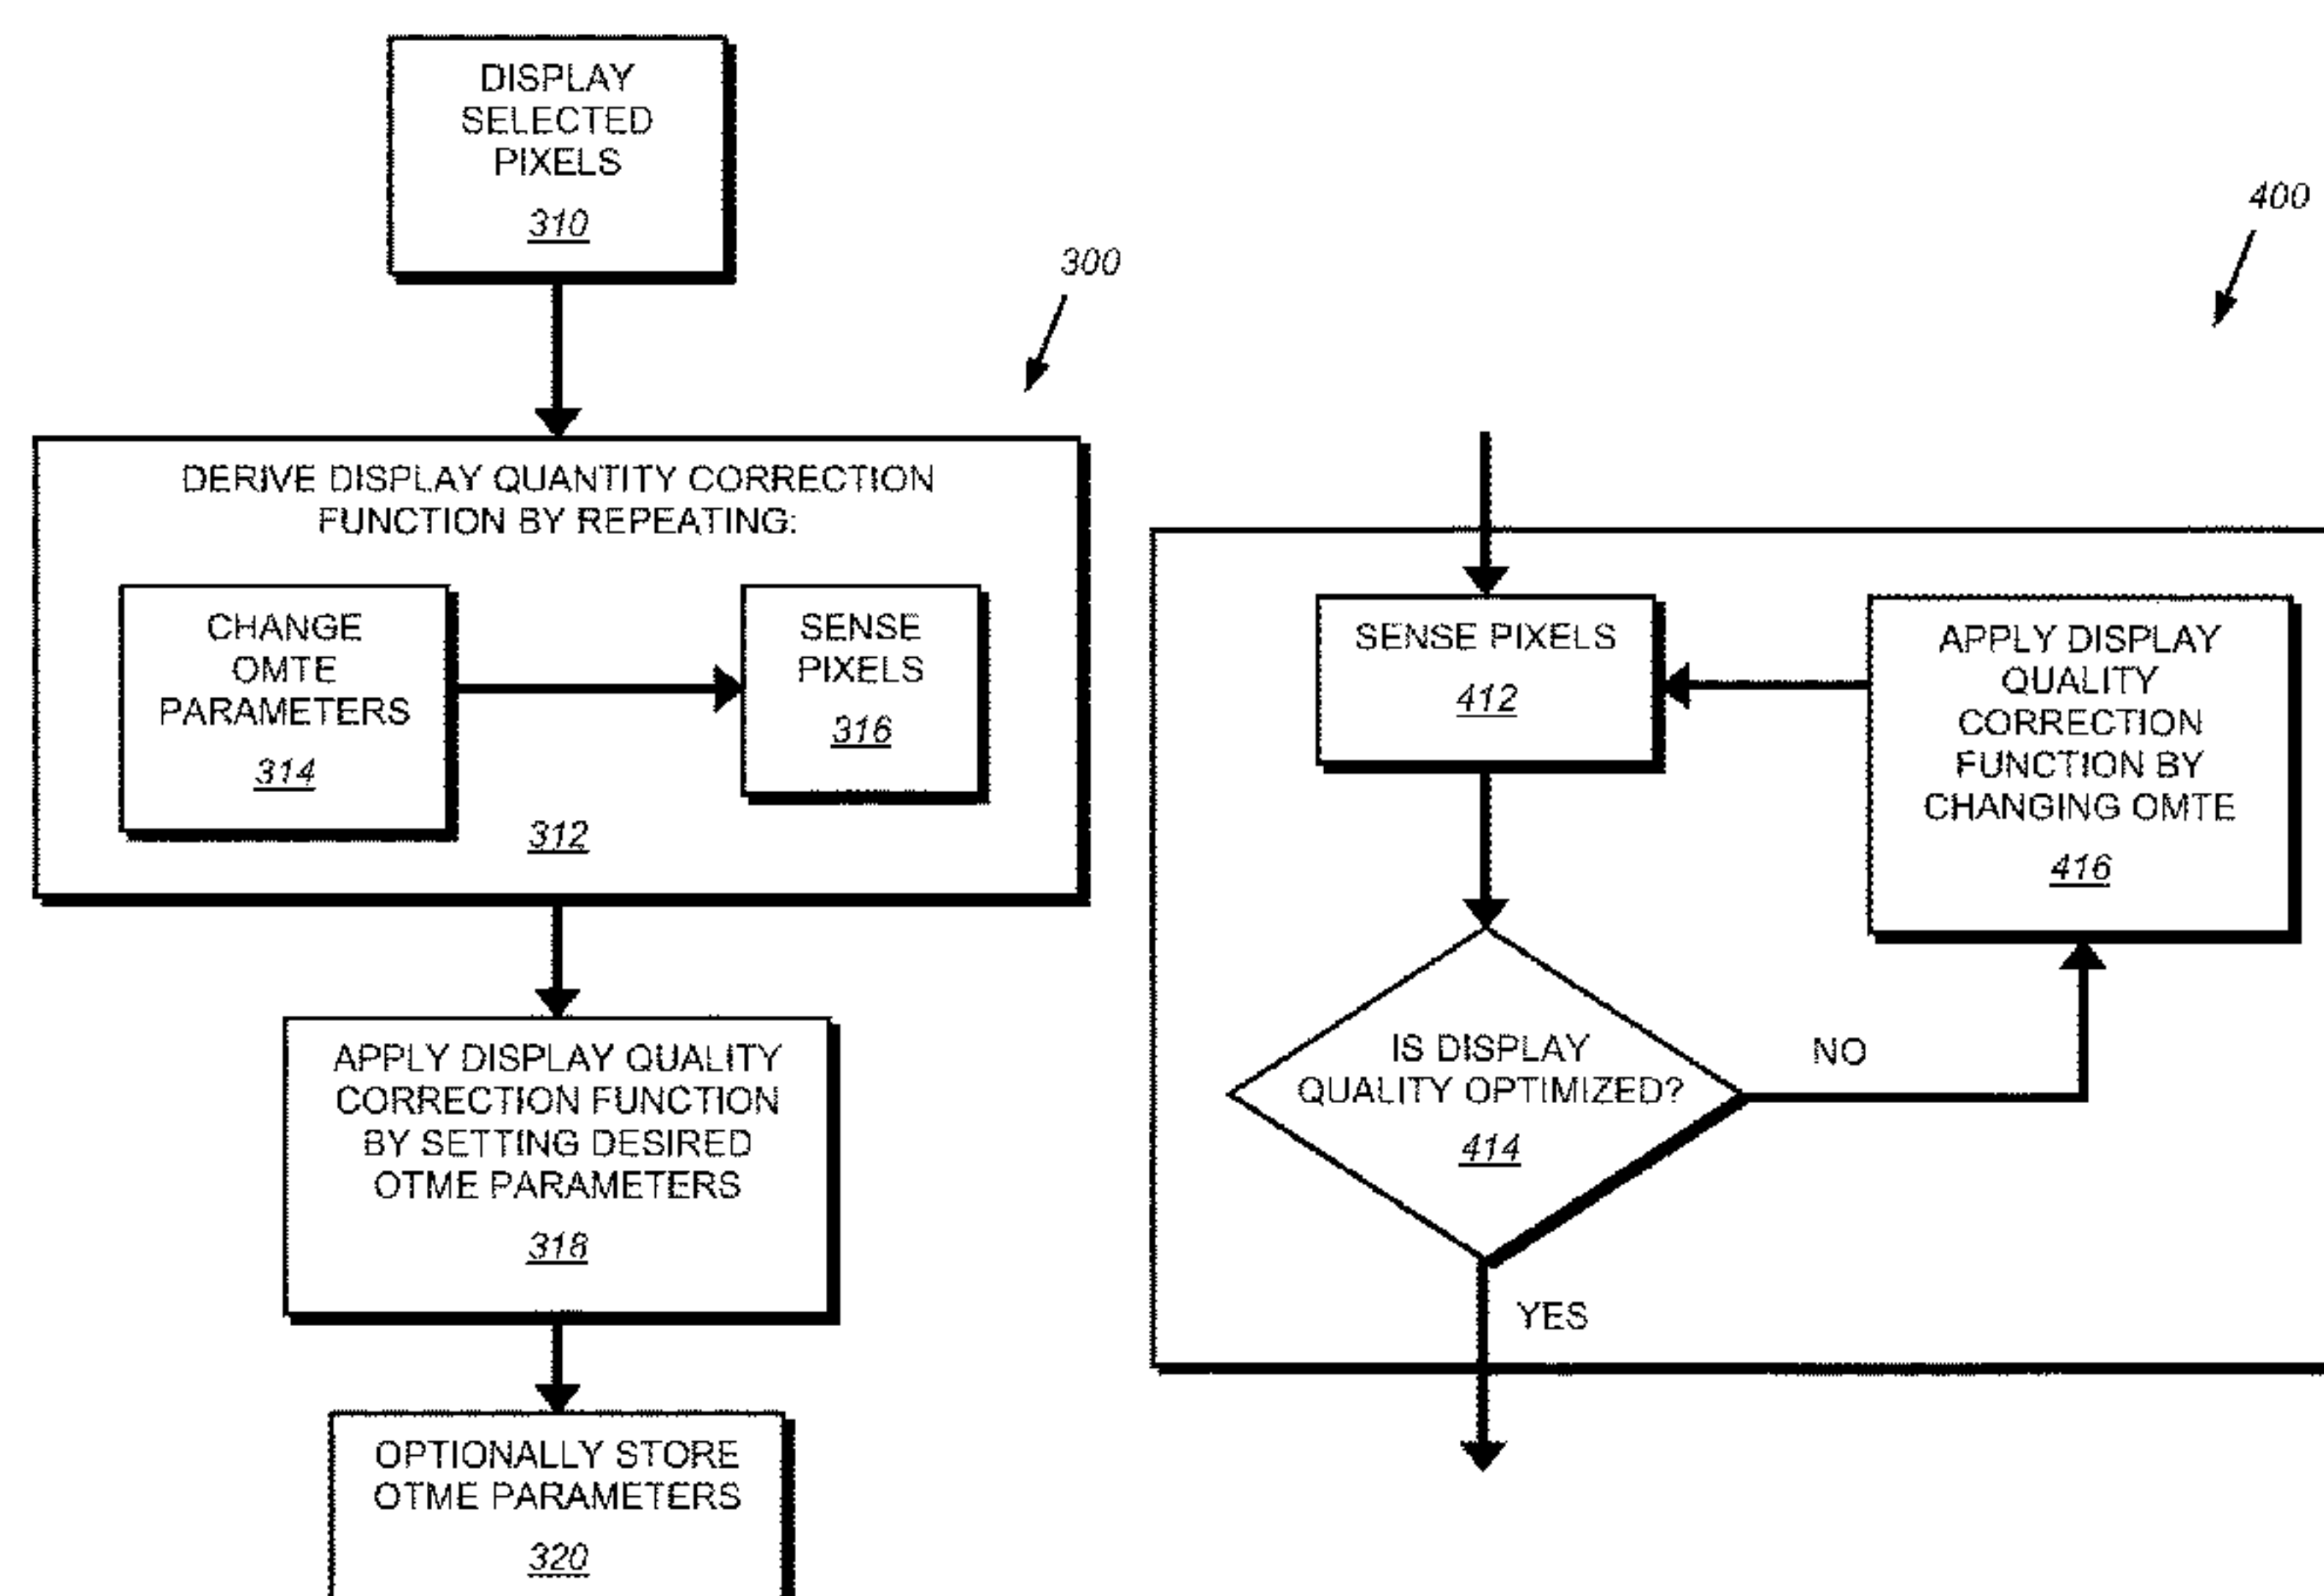 DISPLAY
SELECTED
PIXELS
310
300
DERIVE DISPLAY QUANTITY CORRECTION
FUNCTION BY REPEATING:
CHANGE
OMTE
PARAMETERS
314
SENSE
PIXELS
316
312
APPLY DISPLAY QUALITY
CORRECTION FUNCTION
BY SETTING DESIRED
OTME PARAMETERS
318
OPTIONALLY STORE
OTME PARAMETERS
320
400
SENSE PIXELS
412
APPLY DISPLAY
QUALITY
CORRECTION
FUNCTION BY
CHANGING OMTE
416
IS DISPLAY
QUALITY OPTIMIZED?
414
NO
YES